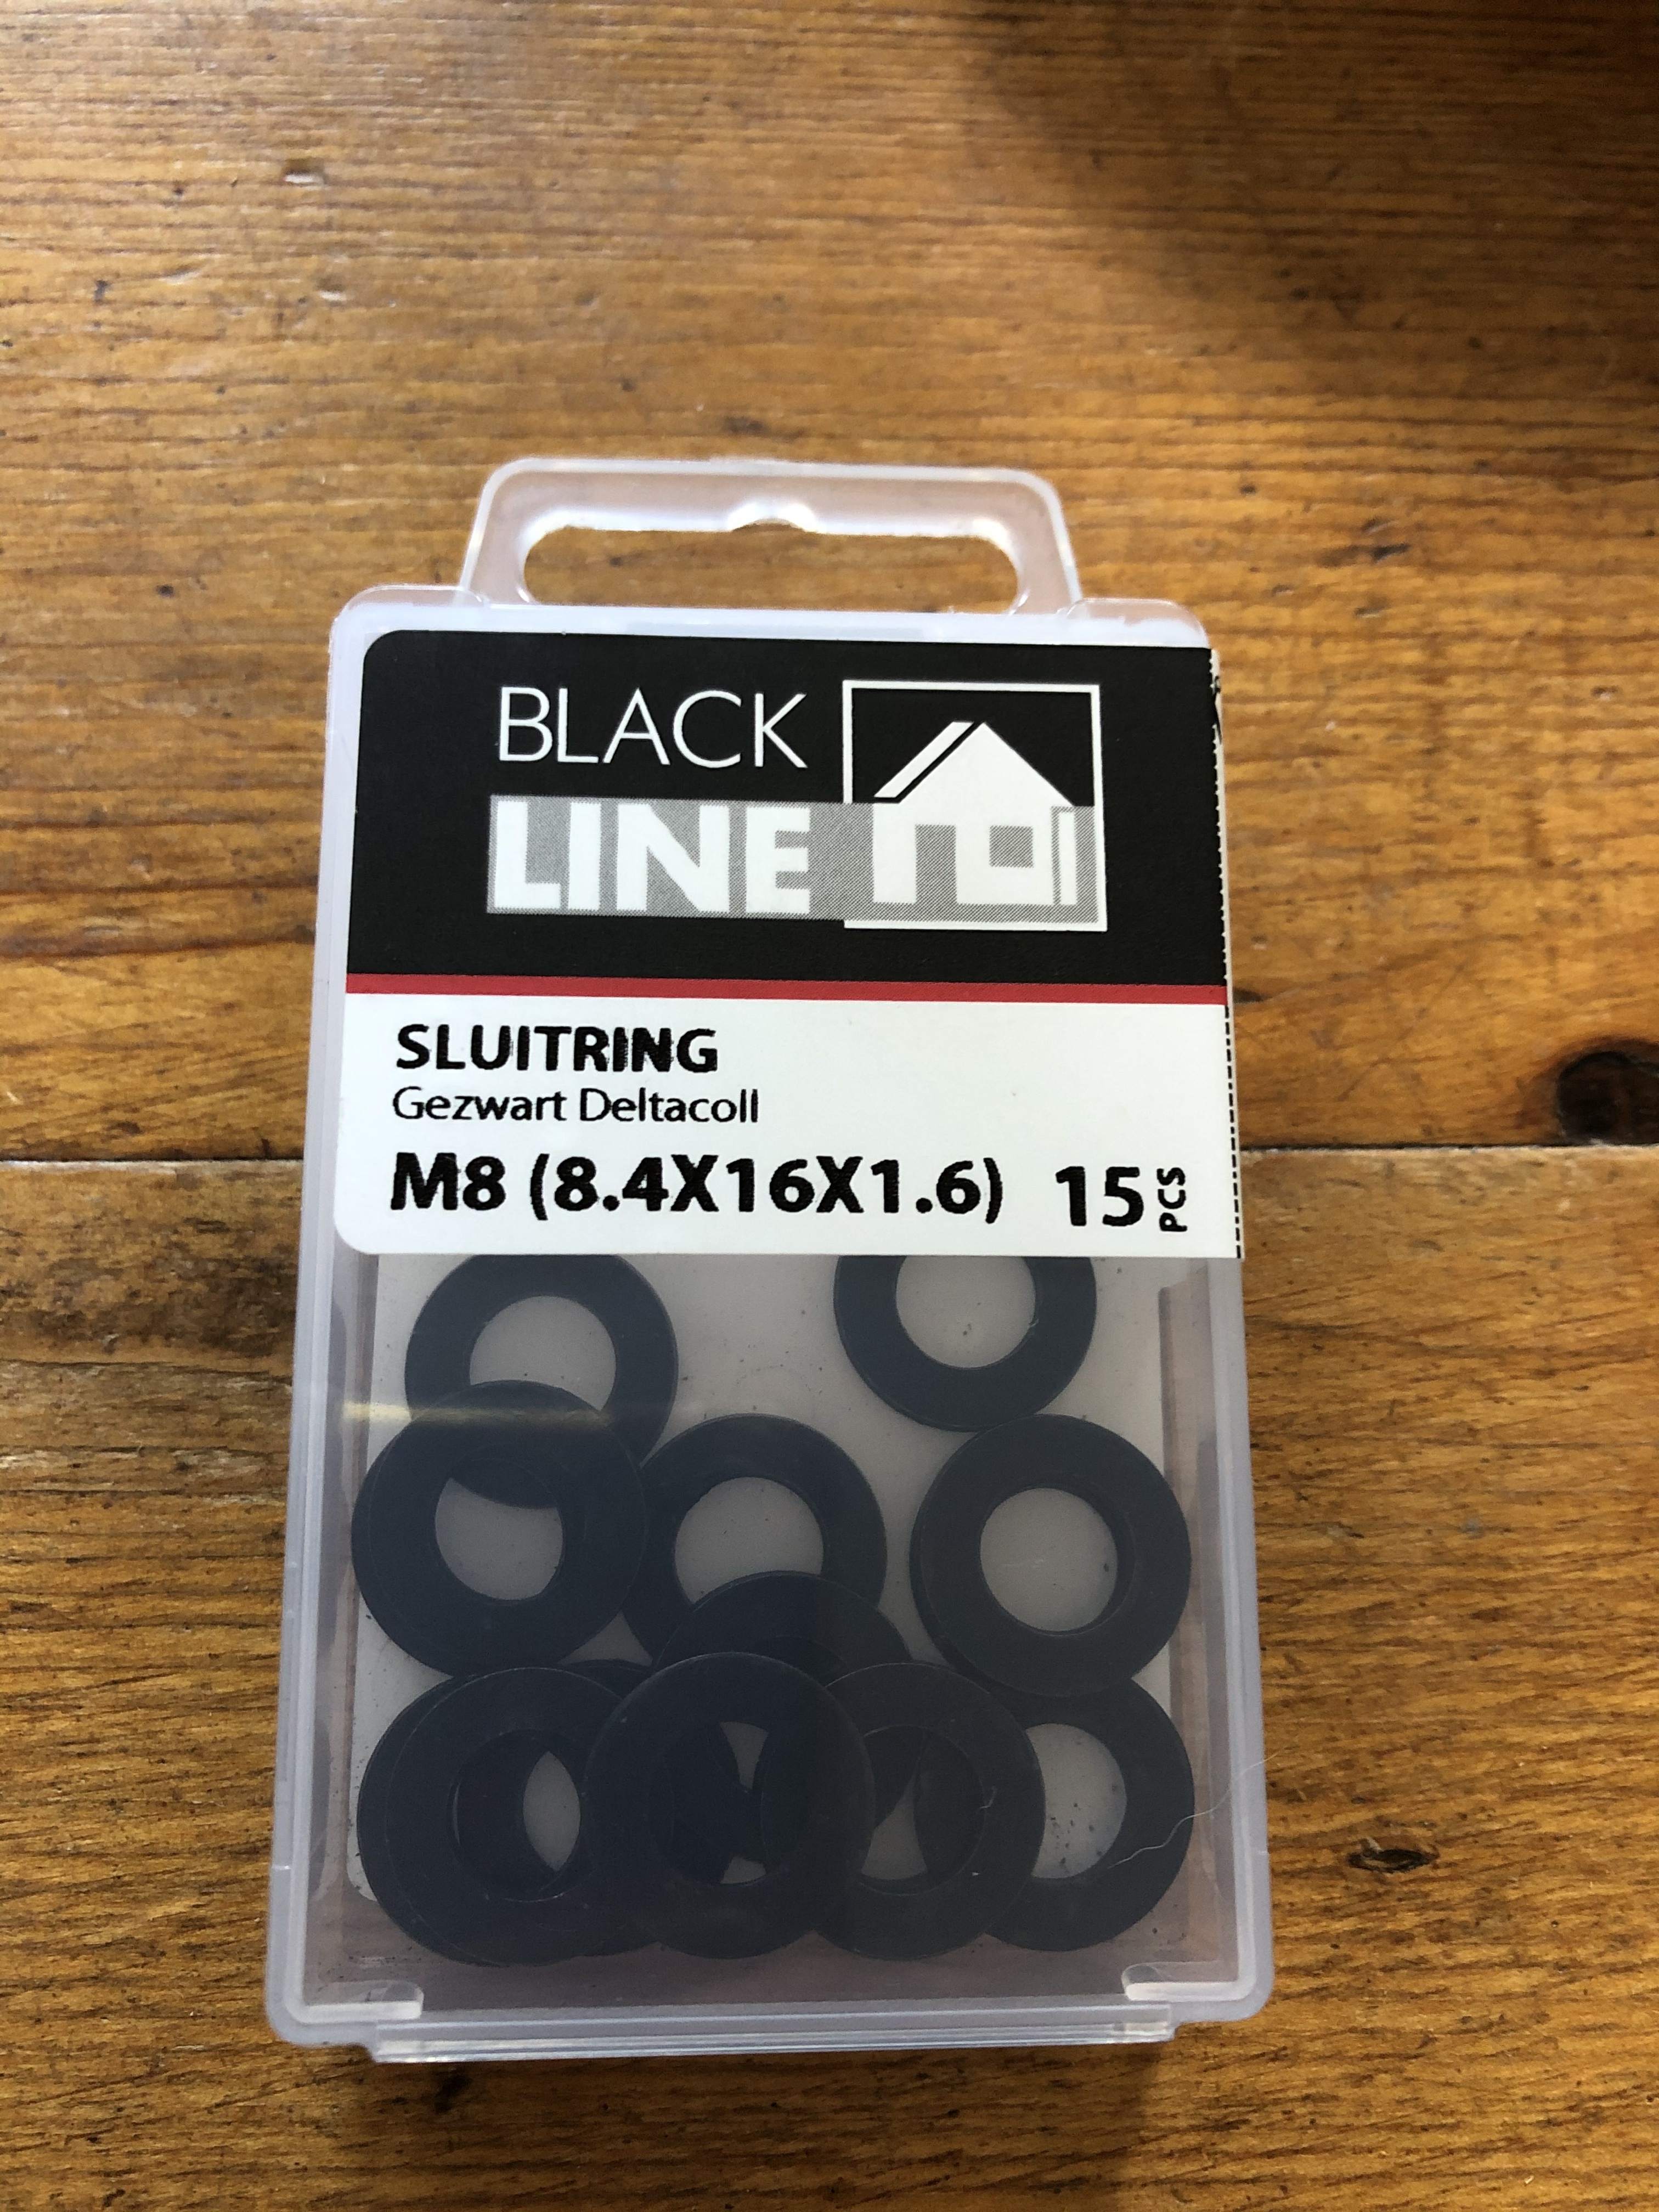 BLACK
LINE
SLUITRING
Gezwart Deltacoll
M8 (8.4X16X1.6) 15 PCS